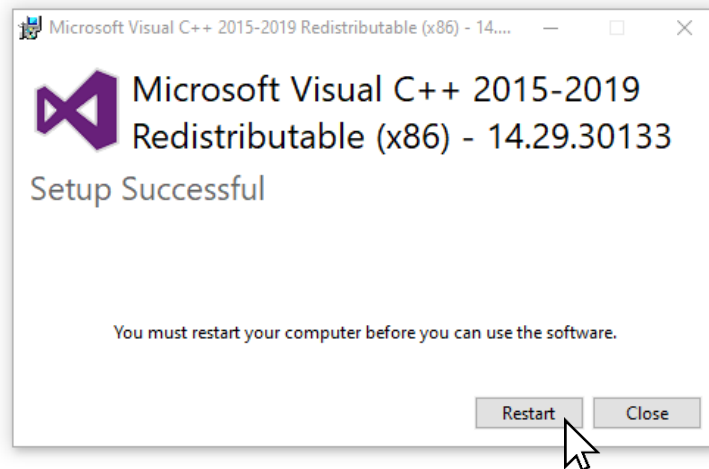 Microsoft Visual C++ 2015-2019 Redistributable (x86) - 14....
Microsoft Visual C++ 2015-2019
Redistributable (x86) - 14.29.30133
Setup Successful
You must restart your computer before you can use the software.
Restart
Close